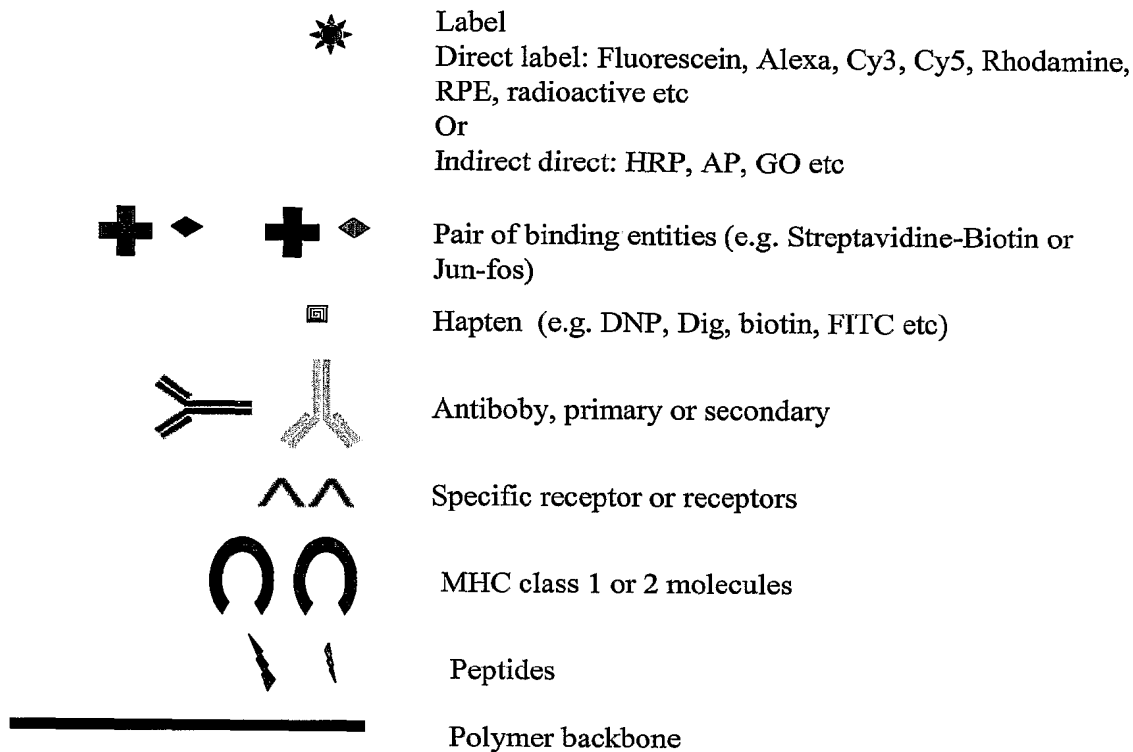 Label
Direct label: Fluorescein, Alexa, Cy3, Cy5, Rhodamine,
RPE, radioactive etc
Or
Indirect direct: HRP, AP, GO etc
Pair of binding entities (e.g. Streptavidine-Biotin or
Jun-fos)
Hapten (e.g. DNP, Dig, biotin, FITC etc)
Antiboby, primary or secondary
Specific receptor or receptors
MHC class 1 or 2 molecules
Peptides
Polymer backbone